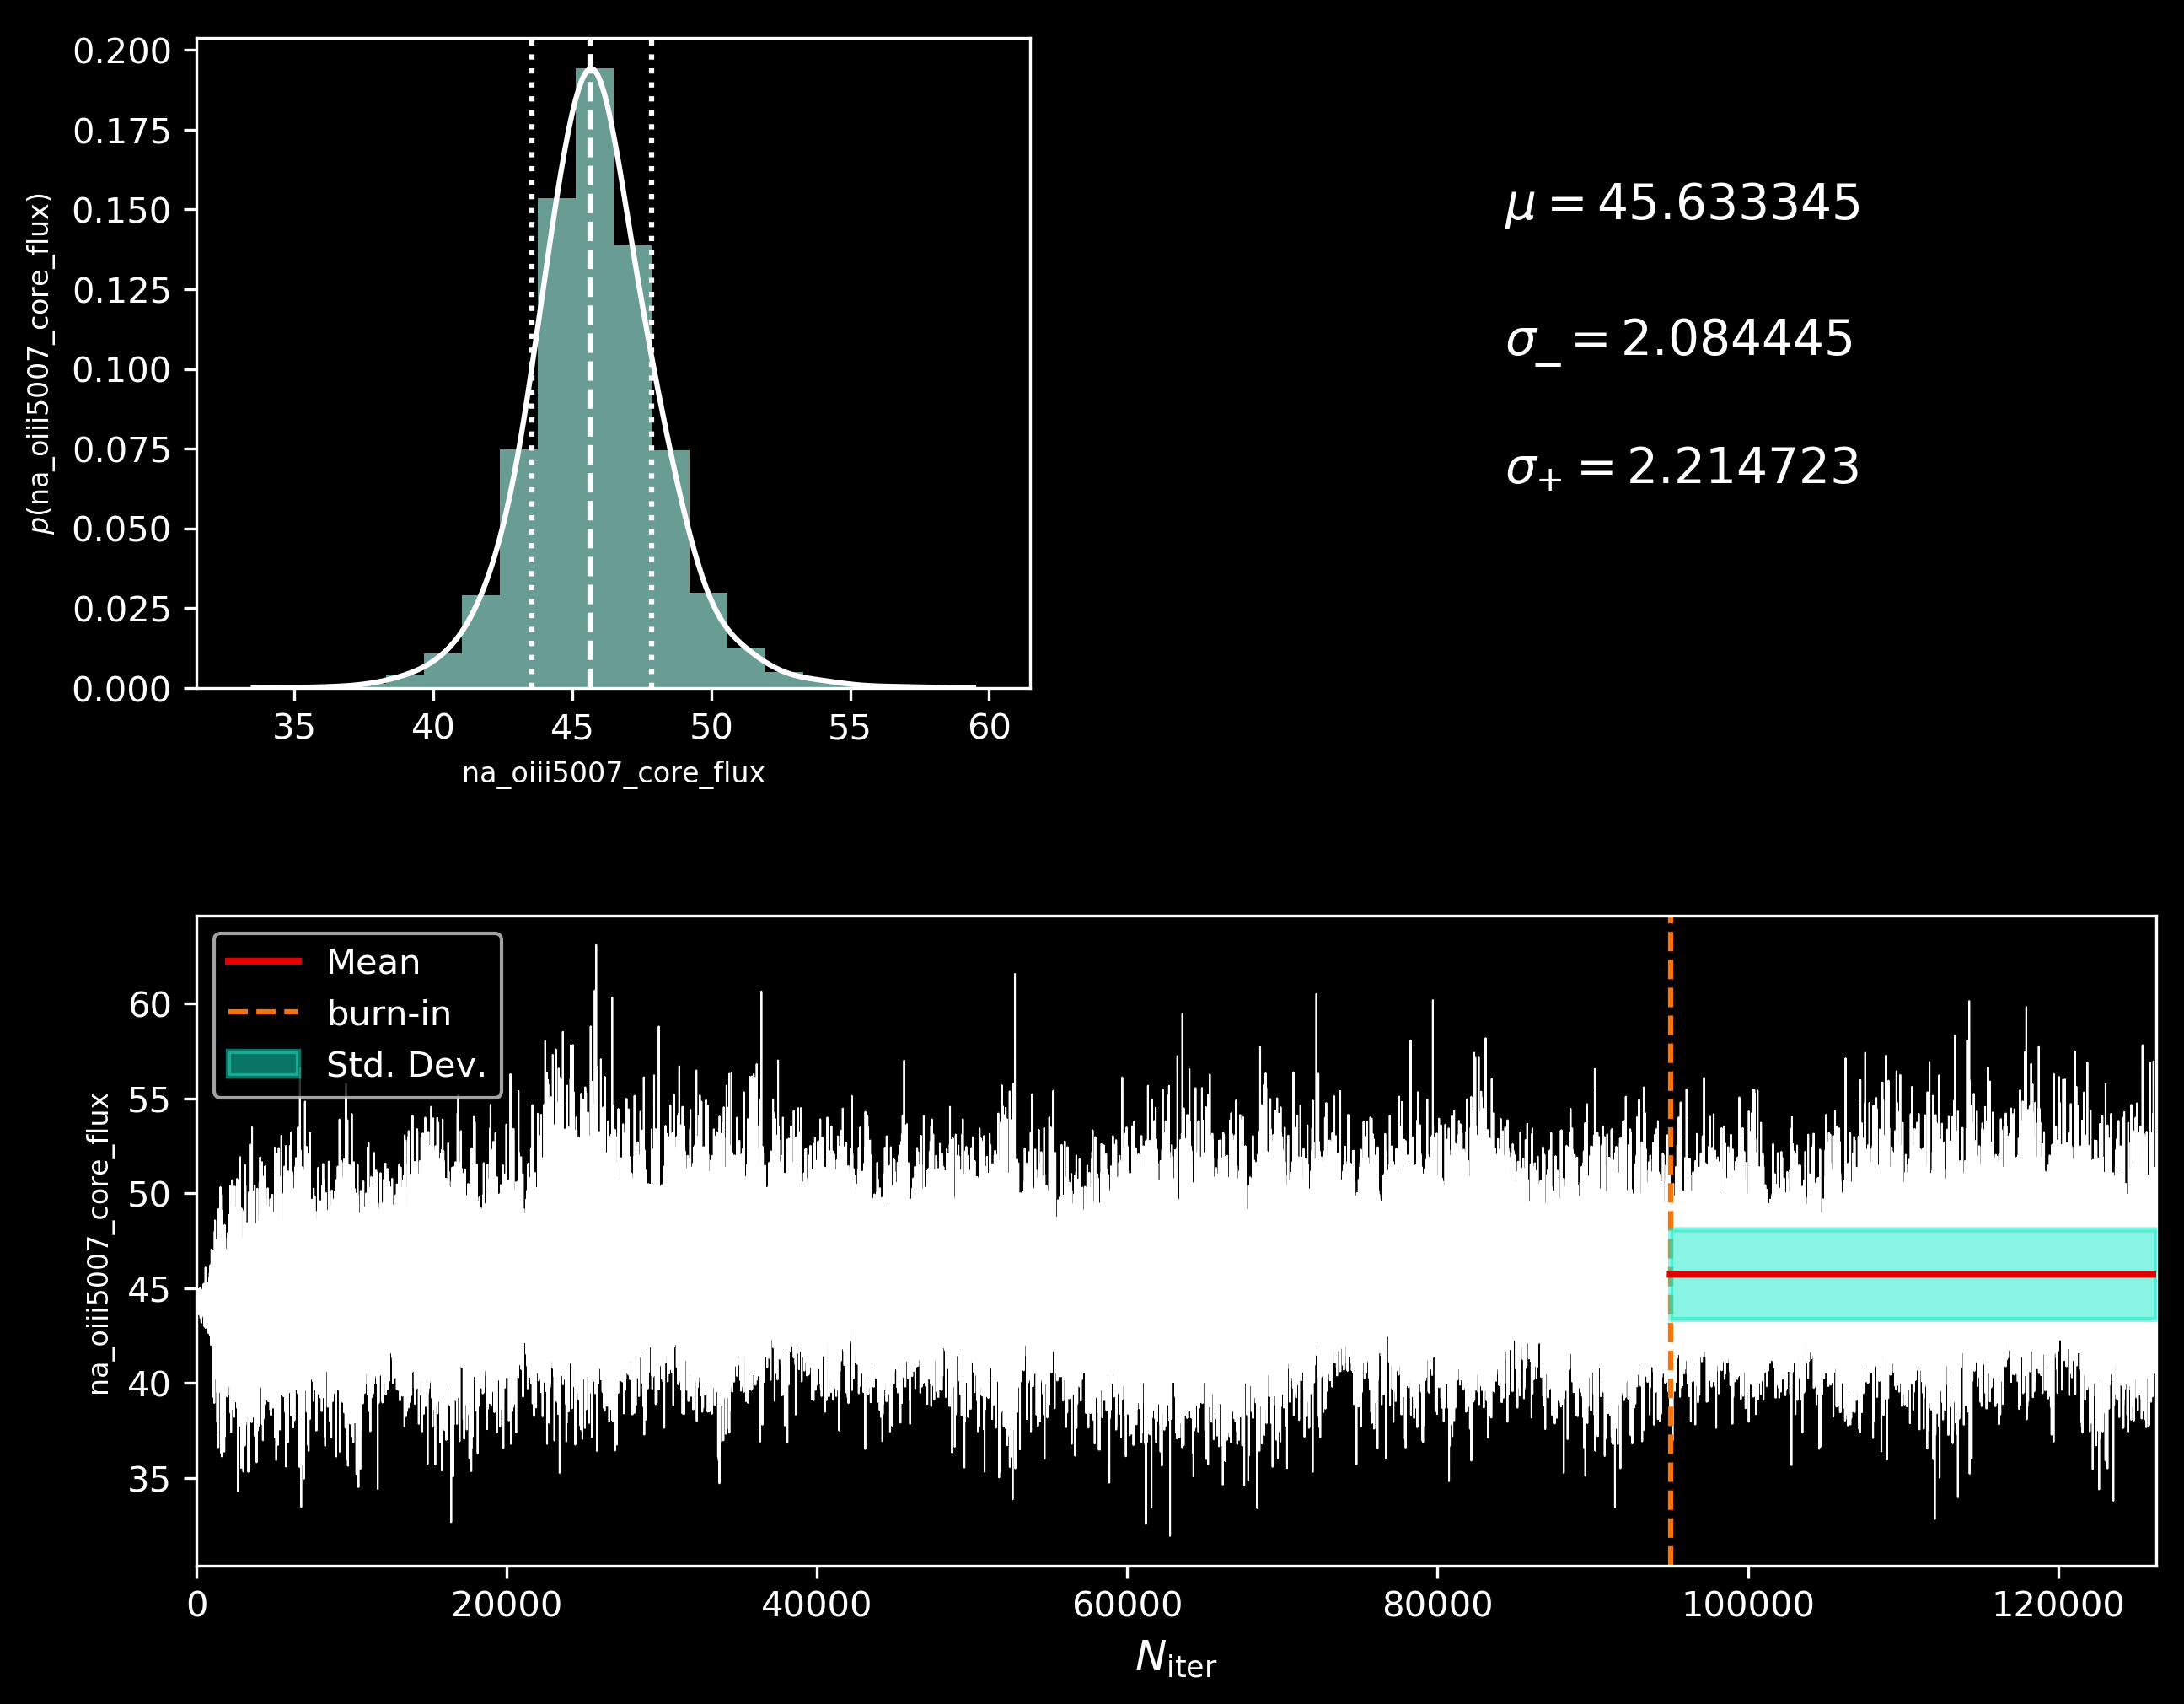 0.200
0.175
0.150
0.125
0.100
0.075
0.050
0.025
0.000
p(na_oiii5007_core_flux)
35 40 45 50 55 60
na_oiii5007_core_flux
μ = 45.633345
σ₋ = 2.084445
σ₊ = 2.214723
Mean
burn-in
Std. Dev.
60
55
50
45
40
35
na_oiii5007_core_flux
0 20000 40000 60000 80000 100000 120000
N_iter